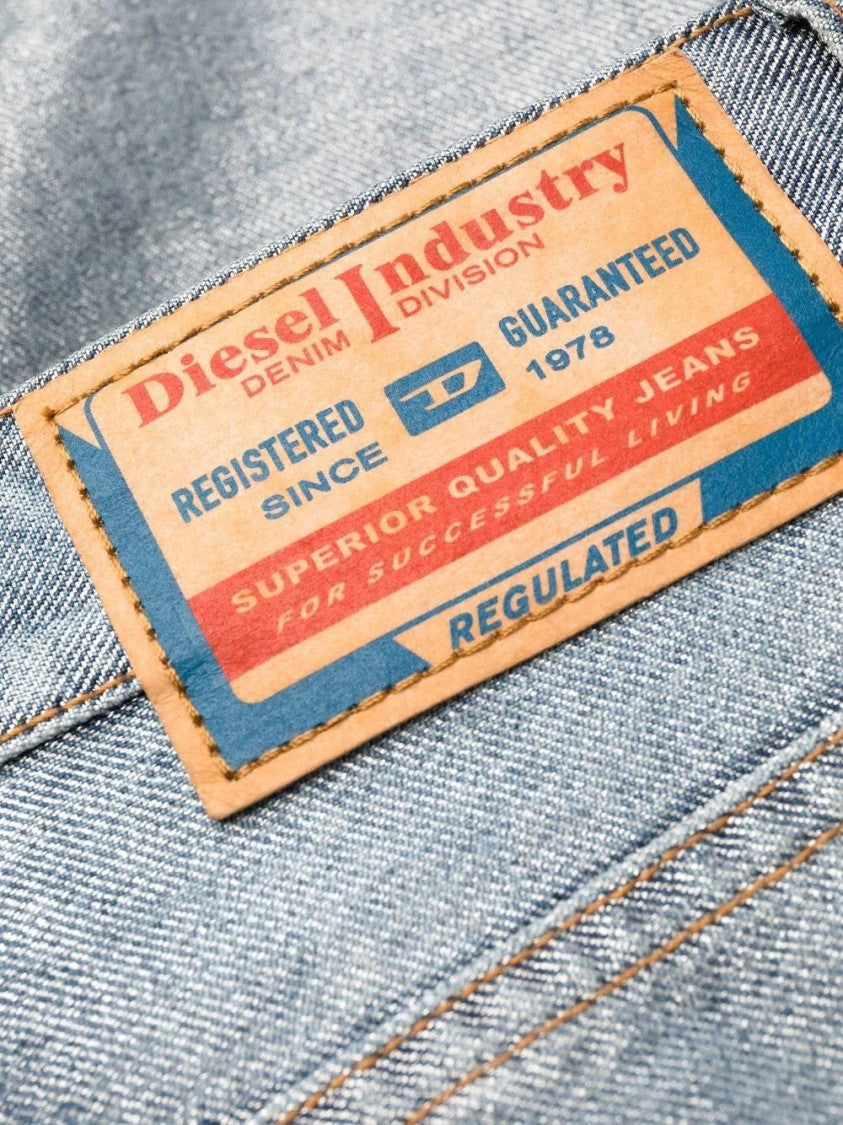 Diesel Industry
DENIM DIVISION
REGISTERED D GUARANTEED
SINCE 1978
SUPERIOR QUALITY JEANS
FOR SUCCESSFUL LIVING
REGULATED